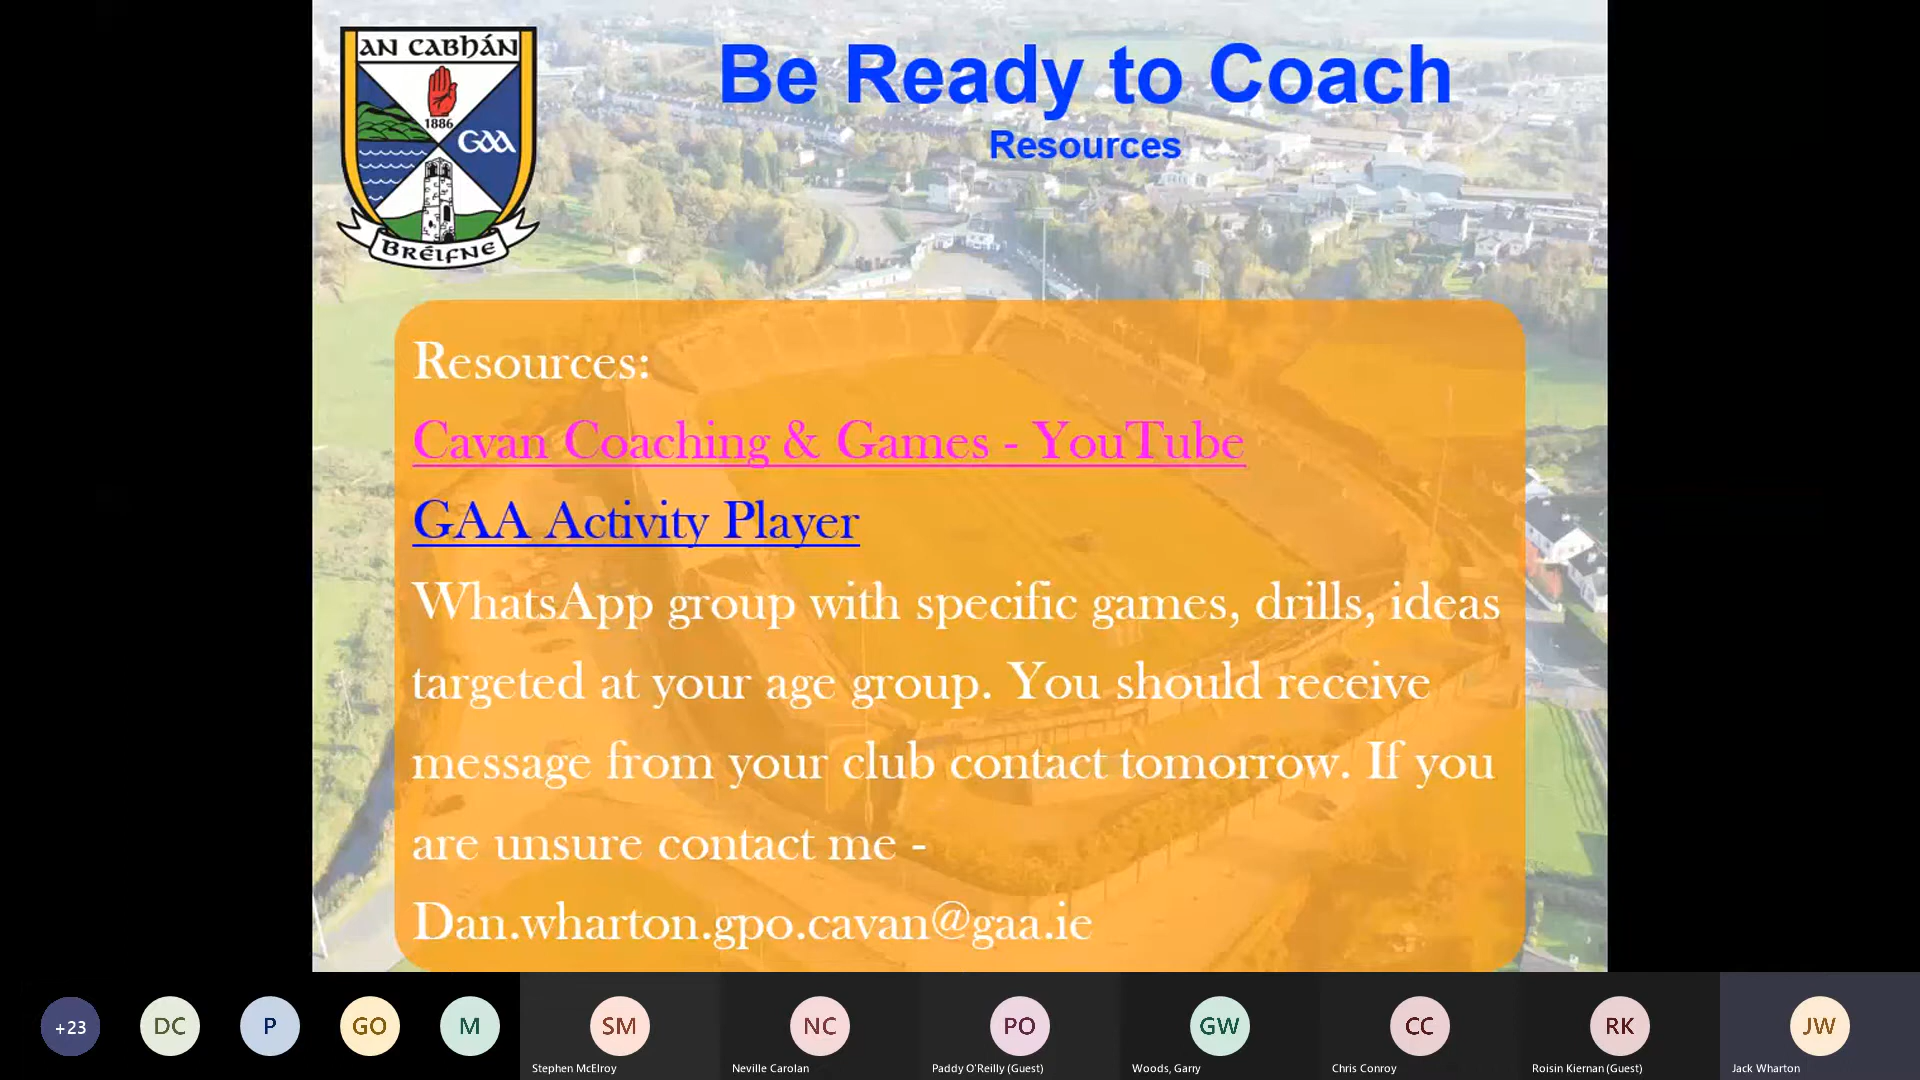 AN CABHÁN
1886
GAA
BRÉIFNE
Be Ready to Coach
Resources
Resources:
Cavan Coaching & Games - YouTube
GAA Activity Player
WhatsApp group with specific games, drills, ideas
targeted at your age group. You should receive
message from your club contact tomorrow. If you
are unsure contact me -
Dan.wharton.gpo.cavan@gaa.ie
+23
DC
P
GO
M
SM
NC
PO
GW
CC
RK
JW
Stephen McElroy
Neville Carolan
Paddy O'Reilly (Guest)
Woods, Garry
Chris Conroy
Roisin Kiernan (Guest)
Jack Wharton